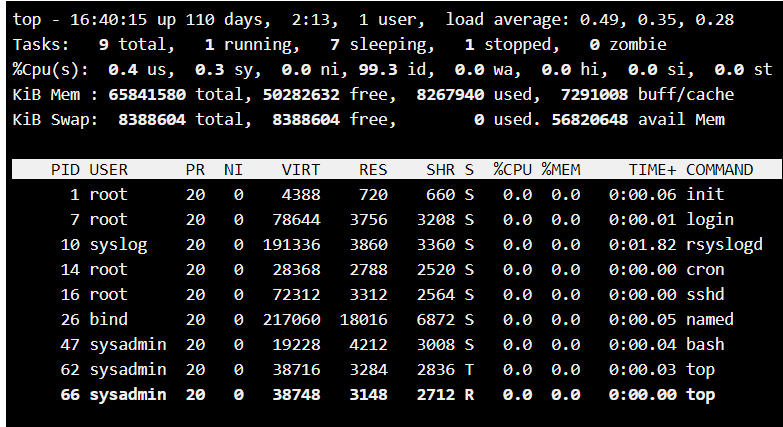 top - 16:40:15 up 110 days,  2:13,  1 user,  load average: 0.49, 0.35, 0.28
Tasks:   9 total,   1 running,   7 sleeping,   1 stopped,   0 zombie
%Cpu(s):  0.4 us,  0.3 sy,  0.0 ni, 99.3 id,  0.0 wa,  0.0 hi,  0.0 si,  0.0 st
KiB Mem : 65841580 total, 50282632 free,  8267940 used,  7291008 buff/cache
KiB Swap:  8388604 total,  8388604 free,        0 used. 56820648 avail Mem
PID USER      PR  NI    VIRT    RES    SHR S  %CPU %MEM     TIME+ COMMAND
1 root      20   0    4388    720    660 S   0.0  0.0   0:00.06 init
7 root      20   0   78644   3756   3208 S   0.0  0.0   0:00.01 login
10 syslog    20   0  191336   3860   3360 S   0.0  0.0   0:01.82 rsyslogd
14 root      20   0   28368   2788   2520 S   0.0  0.0   0:00.00 cron
16 root      20   0   72312   3312   2564 S   0.0  0.0   0:00.00 sshd
26 bind      20   0  217060  18016   6872 S   0.0  0.0   0:00.05 named
47 sysadmin  20   0   19228   4212   3008 S   0.0  0.0   0:00.04 bash
62 sysadmin  20   0   38716   3284   2836 T   0.0  0.0   0:00.03 top
66 sysadmin  20   0   38748   3148   2712 R   0.0  0.0   0:00.00 top